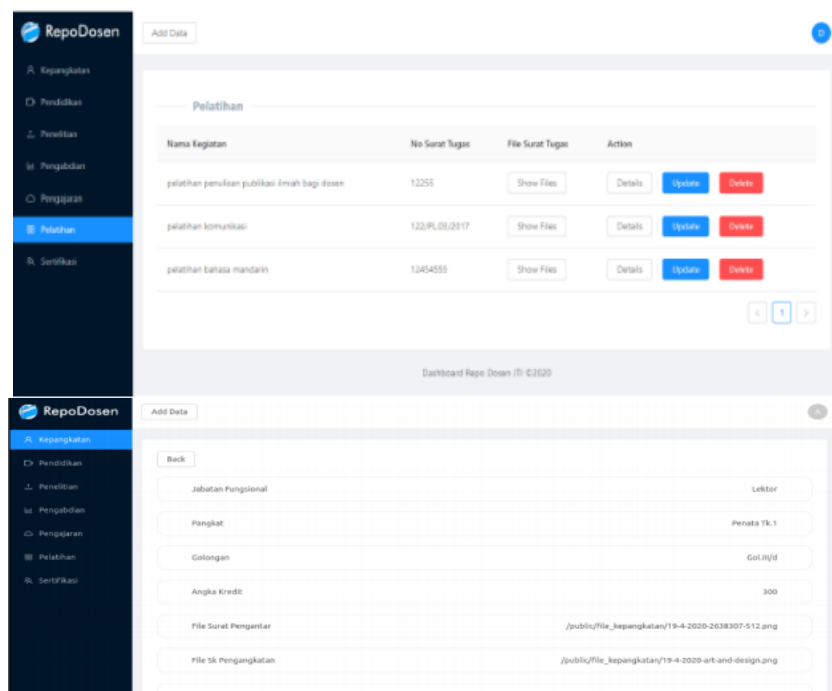 RepoDosen
Add Data
D
Kepangkatan
Pendidikan
Penelitian
Pengabdian
Pengajaran
Pelatihan
Sertifikasi
Pelatihan
Nama Kegiatan No Surat Tugas File Surat Tugas Action
pelatihan penulisan publikasi ilmiah bagi dosen 12255 Show Files Details Update Delete
pelatihan komunikasi 122/PL.03/2017 Show Files Details Update Delete
pelatihan bahasa mandarin 12454555 Show Files Details Update Delete
< 1 >
Dashboard Repo Dosen JTI ©2020
RepoDosen
Add Data
Kepangkatan
Pendidikan
Penelitian
Pengabdian
Pengajaran
Pelatihan
Sertifikasi
Back
Jabatan Fungsional Lektor
Pangkat Penata Tk.1
Golongan Gol.III/d
Angka Kredit 300
File Surat Pengantar /public/file_kepangkatan/19-4-2020-2638307-512.png
File Sk Pengangkatan /public/file_kepangkatan/19-4-2020-art-and-design.png